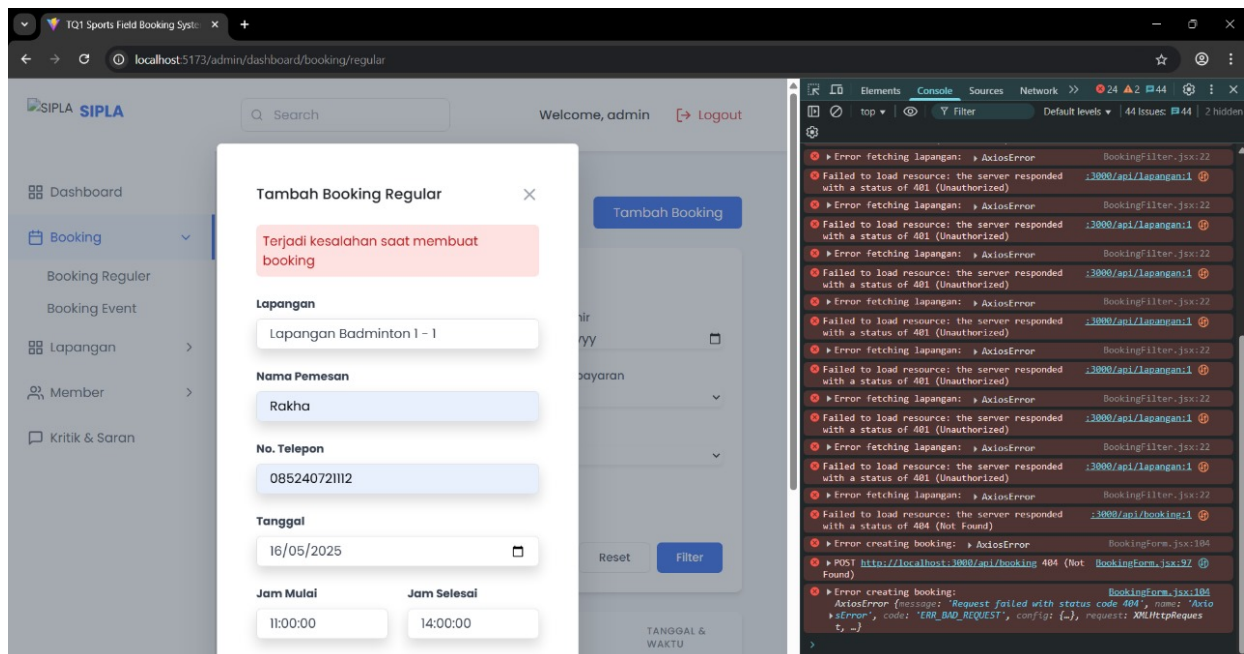 TQ1 Sports Field Booking Syste
localhost:5173/admin/dashboard/booking/regular
SIPLA SIPLA
Search
Welcome, admin
Logout
Dashboard
Booking
Booking Reguler
Booking Event
Lapangan
Member
Kritik & Saran
Tambah Booking
hir
yyy
bayaran
Reset
Filter
TANGGAL &
WAKTU
Tambah Booking Regular
Terjadi kesalahan saat membuat
booking
Lapangan
Lapangan Badminton 1 - 1
Nama Pemesan
Rakha
No. Telepon
085240721112
Tanggal
16/05/2025
Jam Mulai
Jam Selesai
11:00:00
14:00:00
Elements Console Sources Network 24 2 44
top Filter Default levels 44 Issues: 44 2 hidden
Error fetching lapangan: AxiosError BookingFilter.jsx:22
Failed to load resource: the server responded :3000/api/lapangan:1
with a status of 401 (Unauthorized)
Error fetching lapangan: AxiosError BookingFilter.jsx:22
Failed to load resource: the server responded :3000/api/lapangan:1
with a status of 401 (Unauthorized)
Error fetching lapangan: AxiosError BookingFilter.jsx:22
Failed to load resource: the server responded :3000/api/lapangan:1
with a status of 401 (Unauthorized)
Error fetching lapangan: AxiosError BookingFilter.jsx:22
Failed to load resource: the server responded :3000/api/lapangan:1
with a status of 401 (Unauthorized)
Error fetching lapangan: AxiosError BookingFilter.jsx:22
Failed to load resource: the server responded :3000/api/lapangan:1
with a status of 401 (Unauthorized)
Error fetching lapangan: AxiosError BookingFilter.jsx:22
Failed to load resource: the server responded :3000/api/lapangan:1
with a status of 401 (Unauthorized)
Error fetching lapangan: AxiosError BookingFilter.jsx:22
Failed to load resource: the server responded :3000/api/lapangan:1
with a status of 401 (Unauthorized)
Error fetching lapangan: AxiosError BookingFilter.jsx:22
Failed to load resource: the server responded :3000/api/booking:1
with a status of 404 (Not Found)
Error creating booking: AxiosError BookingForm.jsx:104
POST http://localhost:3000/api/booking 404 (Not BookingForm.jsx:97
Found)
Error creating booking: BookingForm.jsx:104
AxiosError {message: 'Request failed with status code 404', name: 'Axio
sError', code: 'ERR_BAD_REQUEST', config: {…}, request: XMLHttpReques
t, …}